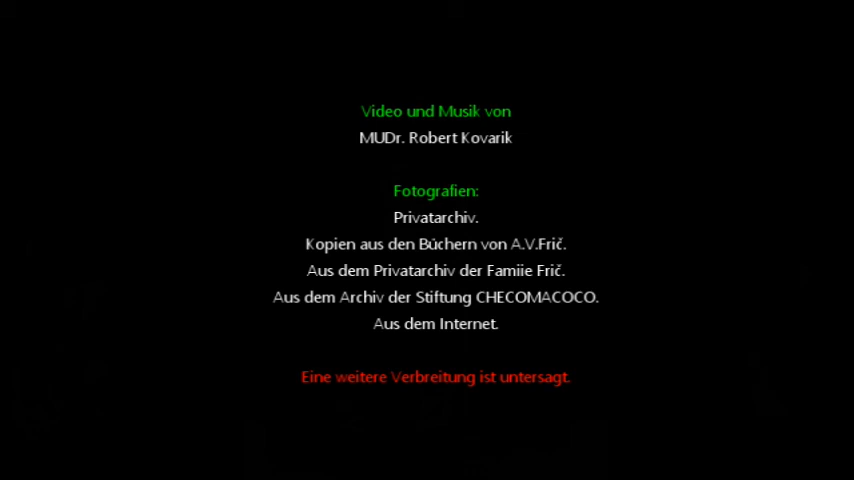 Video und Musik von
MUDr. Robert Kovarik
Fotografien:
Privatarchiv.
Kopien aus den Büchern von A.V.Frič.
Aus dem Privatarchiv der Famiie Frič.
Aus dem Archiv der Stiftung CHECOMACOCO.
Aus dem Internet.
Eine weitere Verbreitung ist untersagt.